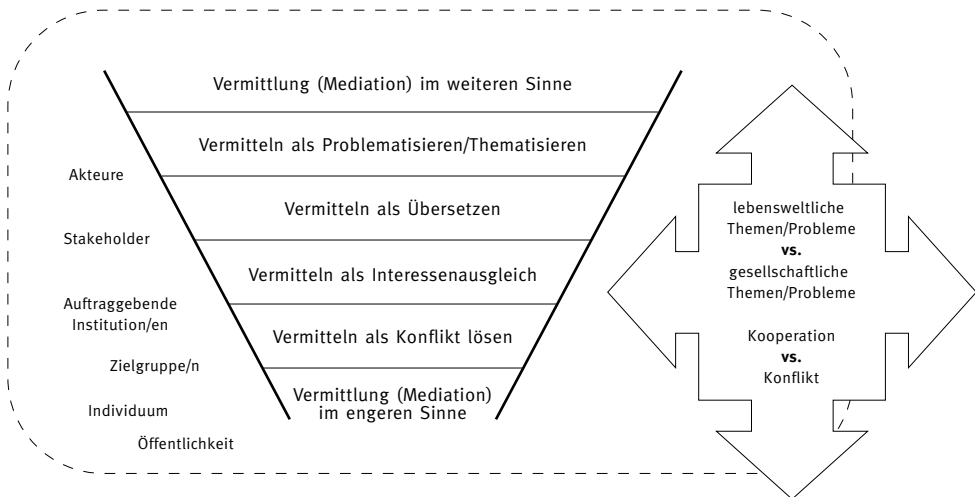 Vermittlung (Mediation) im weiteren Sinne
Vermitteln als Problematisieren/Thematisieren
Vermitteln als Übersetzen
Vermitteln als Interessenausgleich
Vermitteln als Konflikt lösen
Vermittlung (Mediation)
im engeren Sinne
Akteure
Stakeholder
Auftraggebende
Institution/en
Zielgruppe/n
Individuum
Öffentlichkeit
lebensweltliche
Themen/Probleme
vs.
gesellschaftliche
Themen/Probleme
Kooperation
vs.
Konflikt